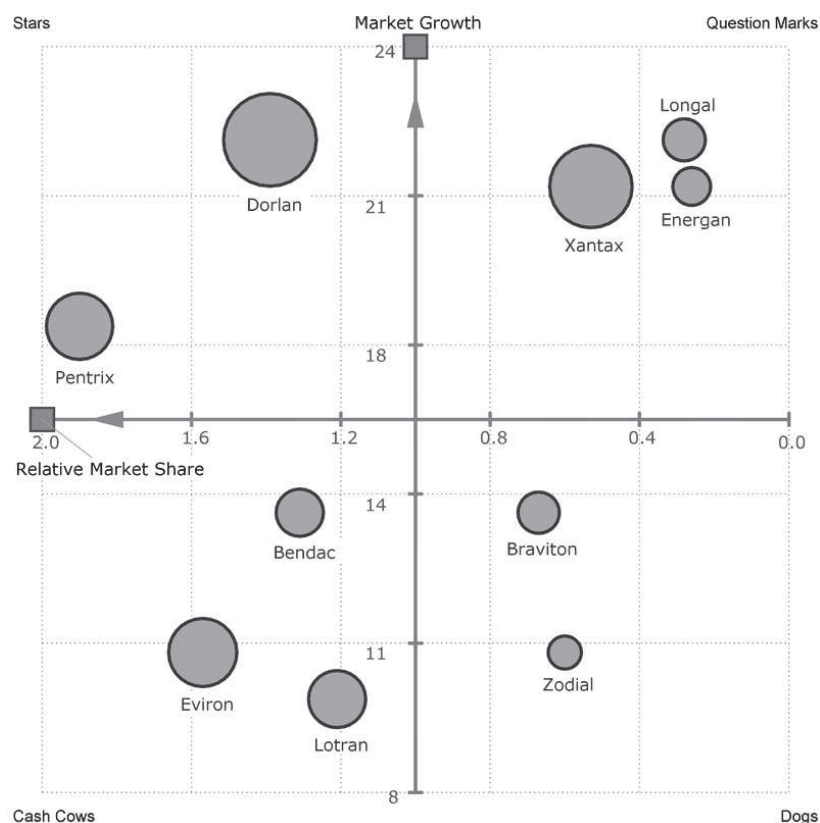 Stars
Market Growth
Question Marks
24
Longal
Dorlan
21
Energan
Xantax
18
Pentrix
2.0
1.6
1.2
0.8
0.4
0.0
Relative Market Share
14
Bendac
Braviton
11
Eviron
Zodial
Lotran
8
Cash Cows
Dogs